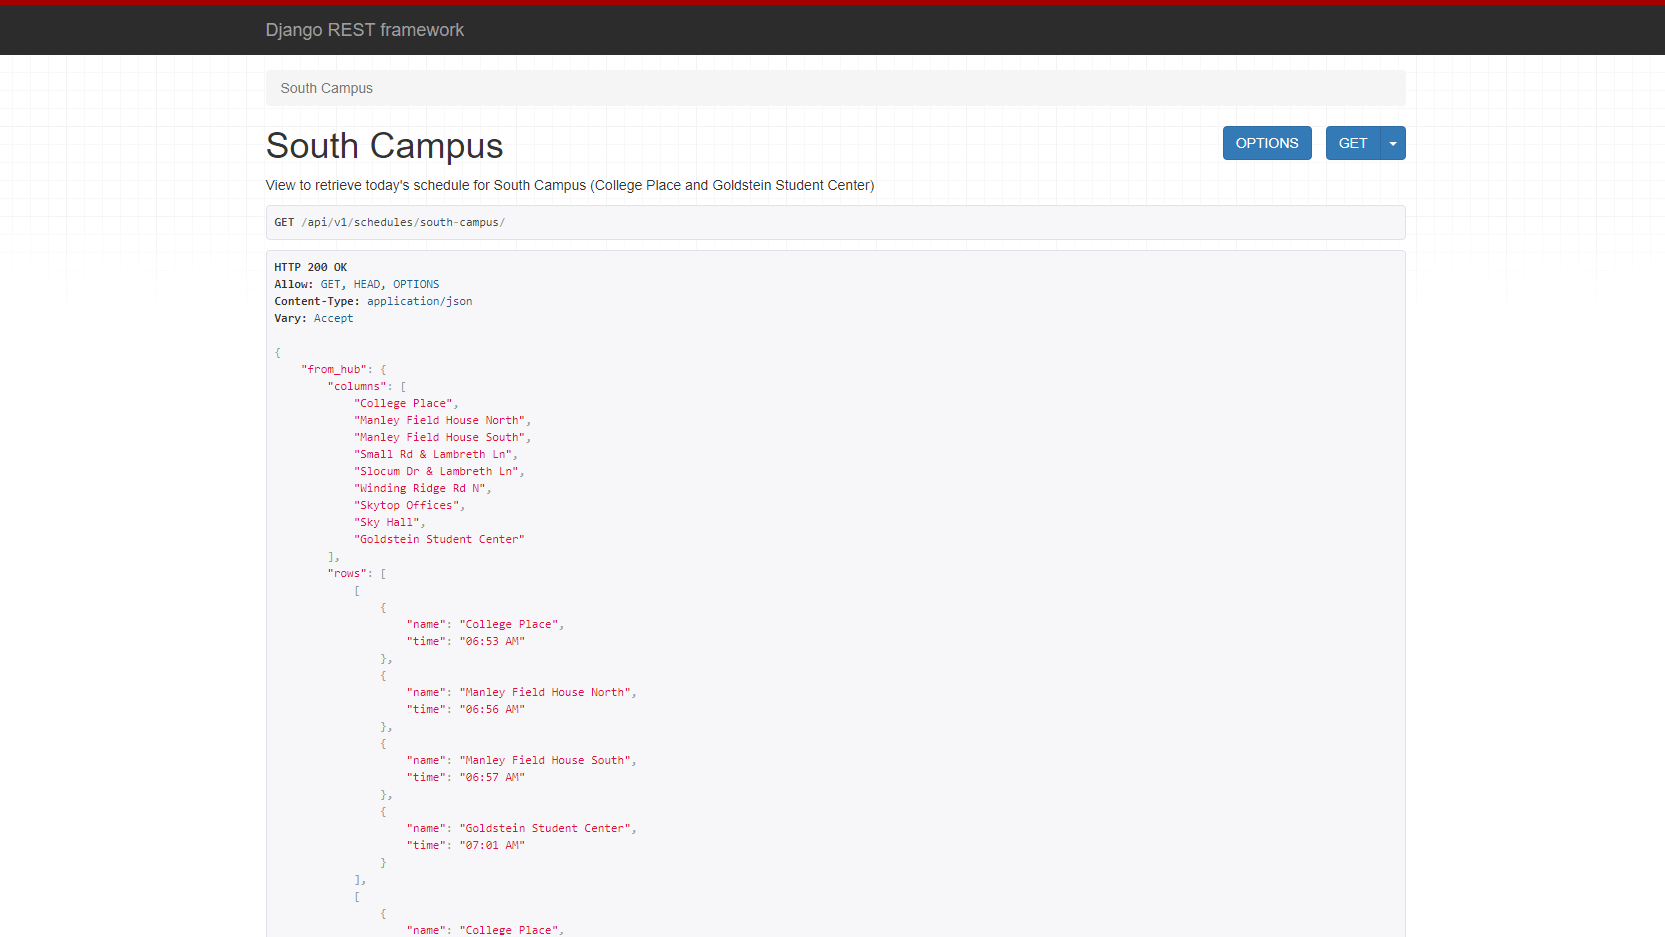 Django REST framework
South Campus
South Campus
OPTIONS GET
View to retrieve today's schedule for South Campus (College Place and Goldstein Student Center)
GET /api/v1/schedules/south-campus/
HTTP 200 OK
Allow: GET, HEAD, OPTIONS
Content-Type: application/json
Vary: Accept
{
"from_hub": {
"columns": [
"College Place",
"Manley Field House North",
"Manley Field House South",
"Small Rd & Lambreth Ln",
"Slocum Dr & Lambreth Ln",
"Winding Ridge Rd N",
"Skytop Offices",
"Sky Hall",
"Goldstein Student Center"
],
"rows": [
[
{
"name": "College Place",
"time": "06:53 AM"
},
{
"name": "Manley Field House North",
"time": "06:56 AM"
},
{
"name": "Manley Field House South",
"time": "06:57 AM"
},
{
"name": "Goldstein Student Center",
"time": "07:01 AM"
}
],
[
{
"name": "College Place",